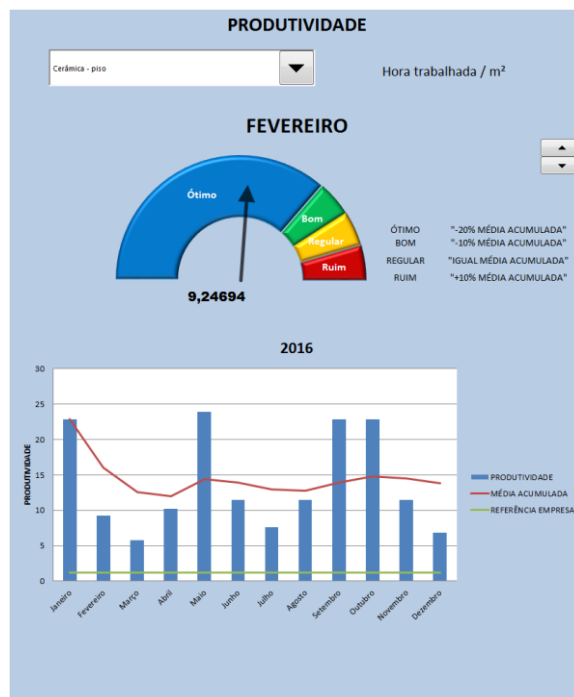 PRODUTIVIDADE
Cerâmica - piso
Hora trabalhada / m²
FEVEREIRO
Ótimo
Bom
Regular
Ruim
9,24694
ÓTIMO "-20% MÉDIA ACUMULADA"
BOM "-10% MÉDIA ACUMULADA"
REGULAR "IGUAL MÉDIA ACUMULADA"
RUIM "+10% MÉDIA ACUMULADA"
2016
PRODUTIVIDADE
30
25
20
15
10
5
0
Janeiro
Fevereiro
Março
Abril
Maio
Junho
Julho
Agosto
Setembro
Outubro
Novembro
Dezembro
PRODUTIVIDADE
MÉDIA ACUMULADA
REFERÊNCIA EMPRESA